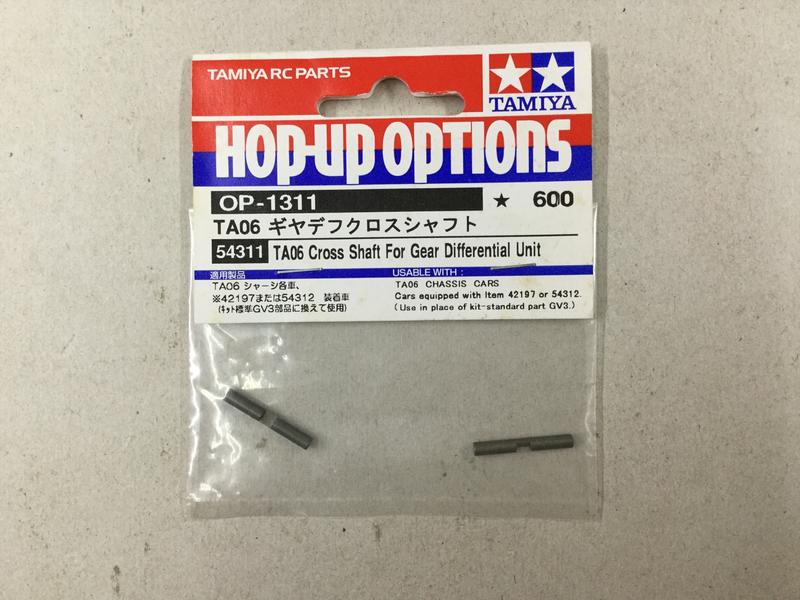 TAMIYA RC PARTS
TAMIYA
HOP-UP OPTIONS
OP-1311 ★ 600
TA06 ギヤデフクロスシャフト
54311 TA06 Cross Shaft For Gear Differential Unit
適用製品
TA06 シャーシ各車、
※42197または54312 装着車
(キット標準GV3部品に換えて使用)
USABLE WITH :
TA06 CHASSIS CARS
Cars equipped with Item 42197 or 54312.
(Use in place of kit-standard part GV3.)